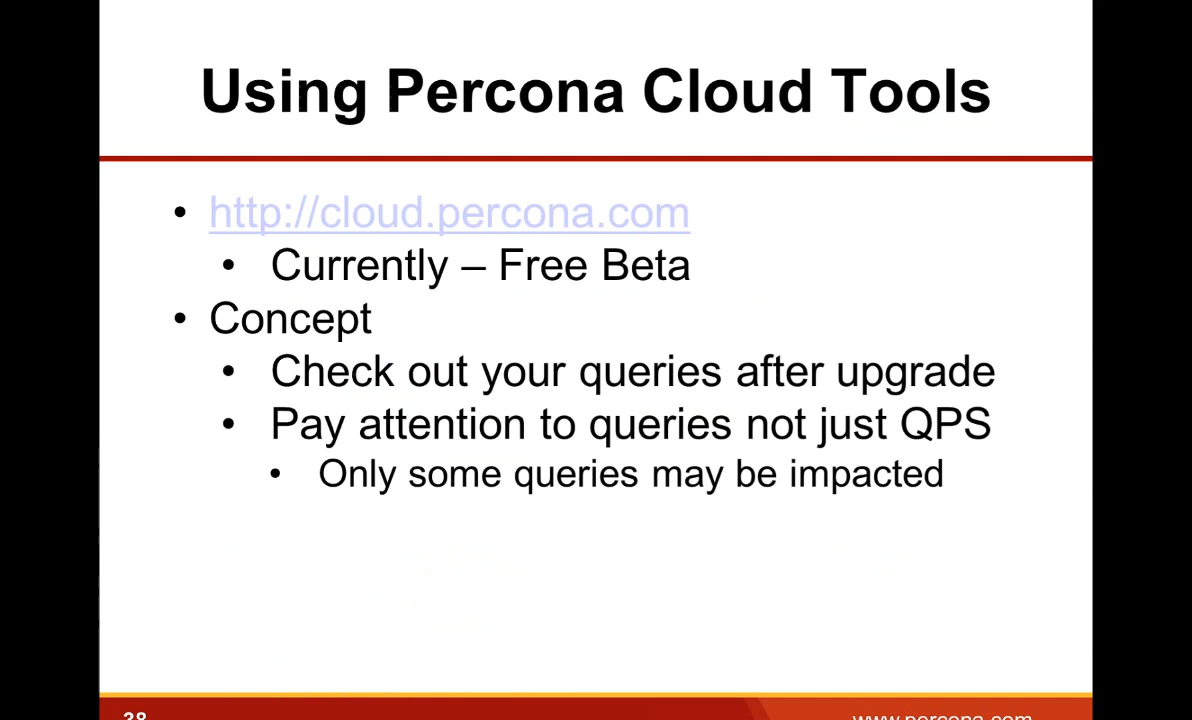 Using Percona Cloud Tools
• http://cloud.percona.com
• Currently – Free Beta
• Concept
• Check out your queries after upgrade
• Pay attention to queries not just QPS
• Only some queries may be impacted
38
www.percona.com